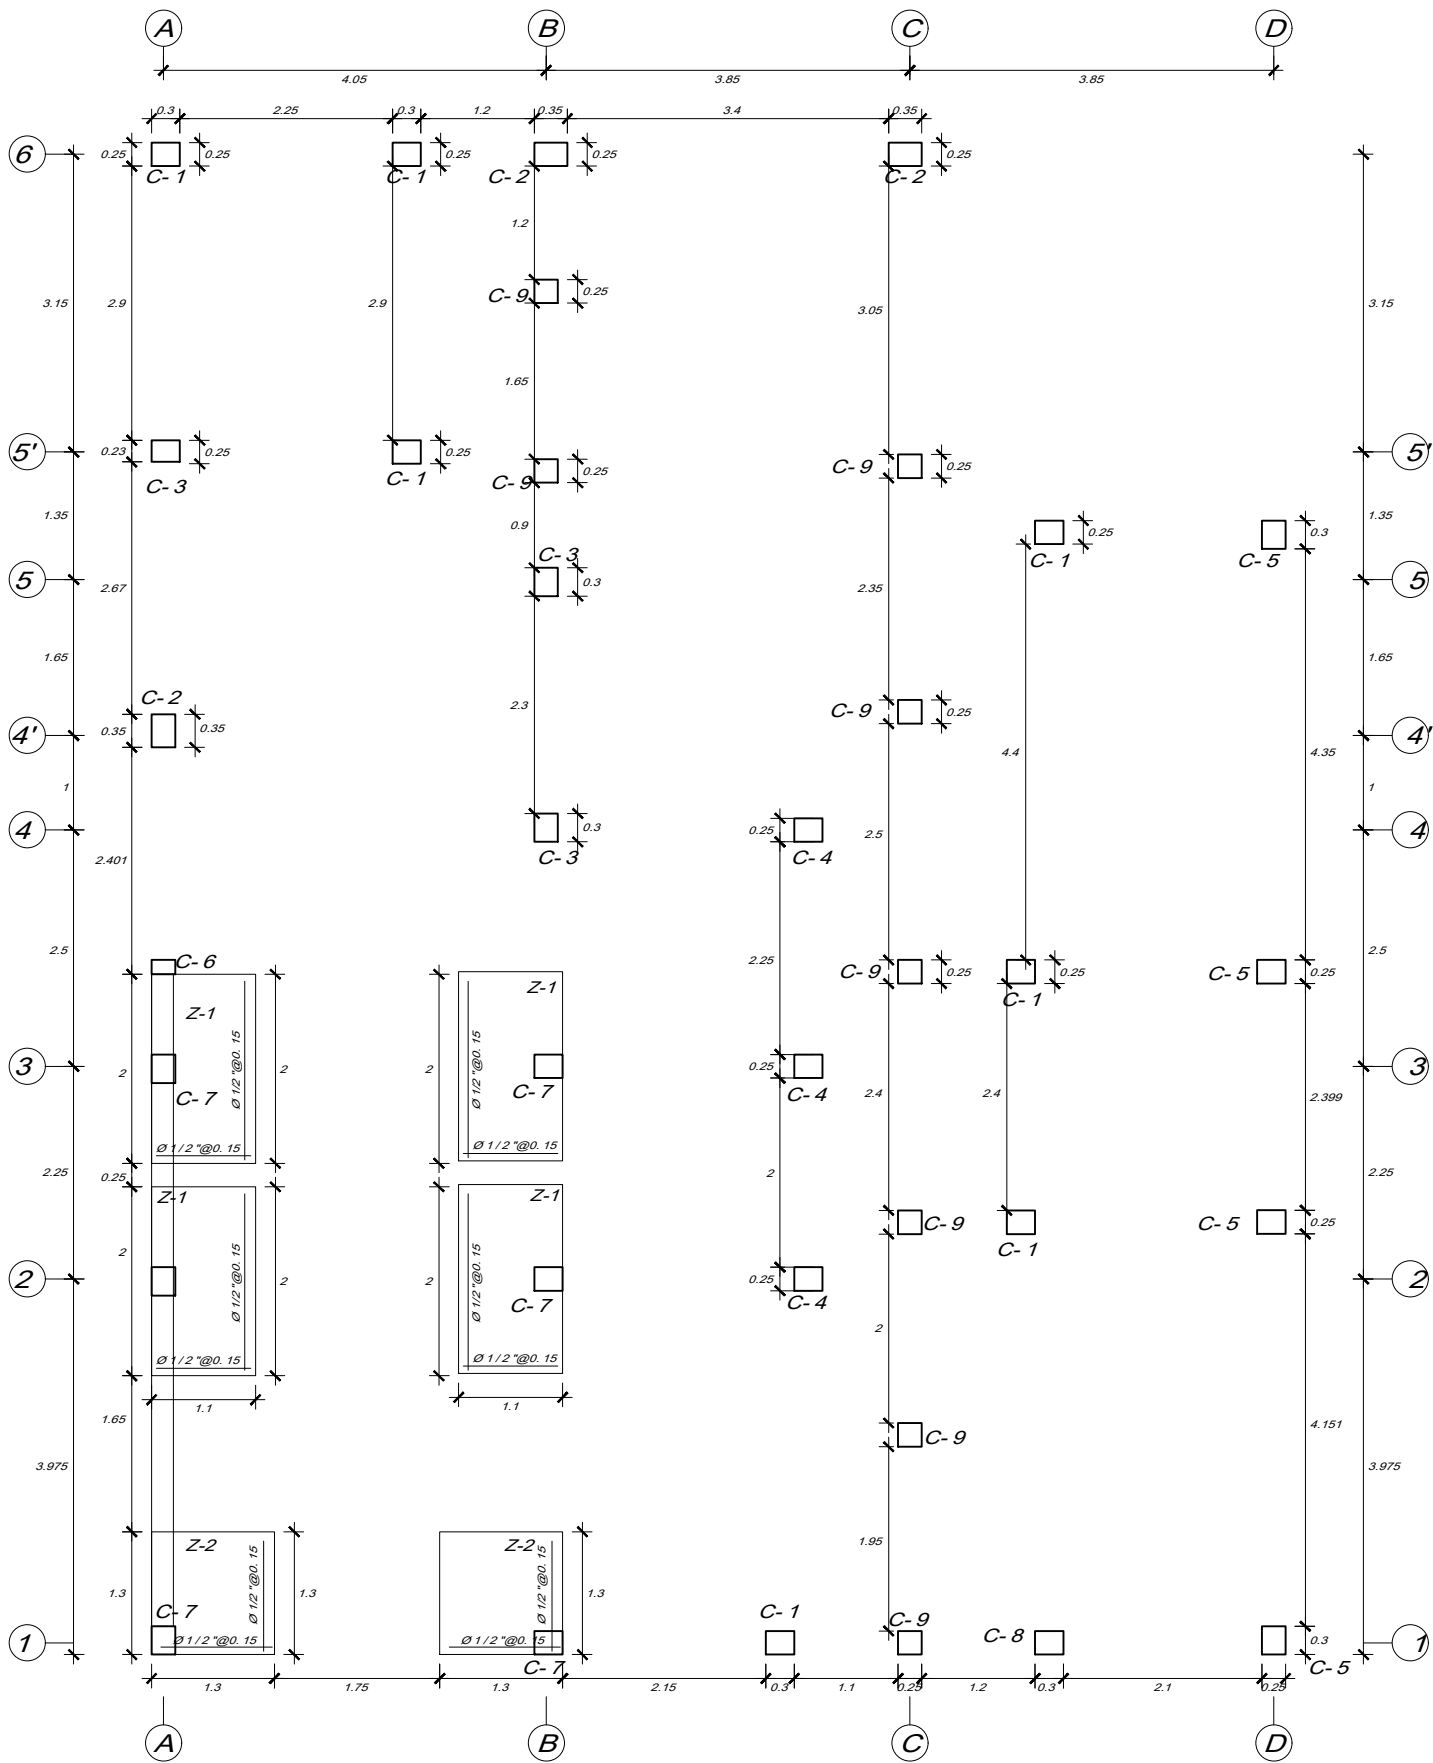 A B C D
4.05 3.85 3.85
0.3 2.25 0.3 1.2 0.35 3.4 0.35
6 0.25 0.25 0.25 0.25 0.25
C-1 C-1 C-2 C-2
1.2
C-9 0.25
3.15 2.9 2.9 3.05 3.15
1.65
5' 0.23 0.25 0.25 C-9 0.25 C-9 0.25 5'
C-3 C-1
1.35 0.9 C-1 0.25 C-5 0.3 1.35
C-3
5 2.67 0.3 2.35 5
1.65 1.65
C-2 2.3 C-9 0.25
4' 0.35 0.35 4.4 4.35 4'
1 1
4 0.3 0.25 2.5 4
2.401 C-3 C-4
2.5 C-6 2.25 C-9 0.25 0.25 C-5 0.25 2.5
Z-1 Z-1 C-1
Z-1
3 2 2 2 0.25 3
C-7 C-7 C-4 2.4 2.4 2.399
Ø 1/2 "@0. 15 Ø 1/2 "@0. 15
Ø 1/2 "@0. 15 Ø 1/2 "@0. 15
2.25 0.25 2 2.25
Z-1 Z-1
C-9 C-5 0.25
C-1
2 2 2 2 0.25 2
C-7 C-4
Ø 1/2 "@0. 15 Ø 1/2 "@0. 15
2
Ø 1/2 "@0. 15 Ø 1/2 "@0. 15
1.1 1.1
1.65 C-9 4.151
3.975 3.975
Z-2 Z-2 1.95
1.3 1.3 1.3
Ø 1/2 "@0. 15 Ø 1/2 "@0. 15
C-7 C-1 C-9
1 Ø 1/2 "@0. 15 Ø 1/2 "@0. 15 C-8 0.3 1
C-7 C-5
1.3 1.75 1.3 2.15 0.3 1.1 0.25 1.2 0.3 2.1 0.25
A B C D